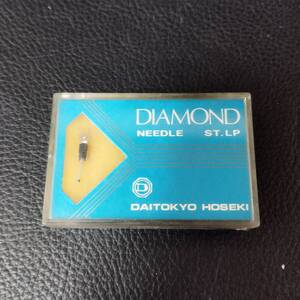 DIAMOND
NEEDLE ST. LP
DAITOKYO HOSEKI